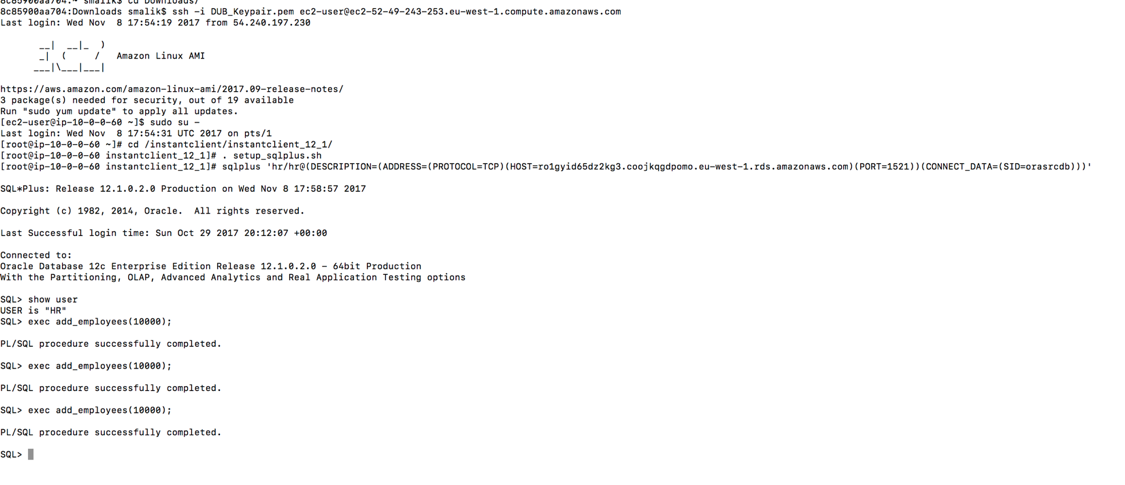 8c85900aa704:~ smalik$ cd Downloads/
8c85900aa704:Downloads smalik$ ssh -i DUB_Keypair.pem ec2-user@ec2-52-49-243-253.eu-west-1.compute.amazonaws.com
Last login: Wed Nov  8 17:54:19 2017 from 54.240.197.230

       __|  __|_  )
       _|  (     /   Amazon Linux AMI
      ___|\___|___|

https://aws.amazon.com/amazon-linux-ami/2017.09-release-notes/
3 package(s) needed for security, out of 19 available
Run "sudo yum update" to apply all updates.
[ec2-user@ip-10-0-0-60 ~]$ sudo su -
Last login: Wed Nov  8 17:54:31 UTC 2017 on pts/1
[root@ip-10-0-0-60 ~]# cd /instantclient/instantclient_12_1/
[root@ip-10-0-0-60 instantclient_12_1]# . setup_sqlplus.sh
[root@ip-10-0-0-60 instantclient_12_1]# sqlplus 'hr/hr@(DESCRIPTION=(ADDRESS=(PROTOCOL=TCP)(HOST=ro1gyid65dz2kg3.coojkqgdpomo.eu-west-1.rds.amazonaws.com)(PORT=1521))(CONNECT_DATA=(SID=orasrcdb)))'

SQL*Plus: Release 12.1.0.2.0 Production on Wed Nov 8 17:58:57 2017

Copyright (c) 1982, 2014, Oracle.  All rights reserved.

Last Successful login time: Sun Oct 29 2017 20:12:07 +00:00

Connected to:
Oracle Database 12c Enterprise Edition Release 12.1.0.2.0 - 64bit Production
With the Partitioning, OLAP, Advanced Analytics and Real Application Testing options

SQL> show user
USER is "HR"
SQL> exec add_employees(10000);

PL/SQL procedure successfully completed.

SQL> exec add_employees(10000);

PL/SQL procedure successfully completed.

SQL> exec add_employees(10000);

PL/SQL procedure successfully completed.

SQL>